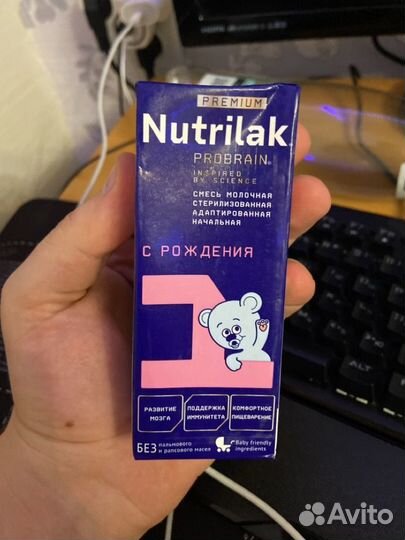 PREMIUM
Nutrilak
PROBRAIN
INSPIRED
BY SCIENCE
СМЕСЬ МОЛОЧНАЯ
СТЕРИЛИЗОВАННАЯ
АДАПТИРОВАННАЯ
НАЧАЛЬНАЯ
С РОЖДЕНИЯ
1
РАЗВИТИЕ
МОЗГА
ПОДДЕРЖКА
ИММУНИТЕТА
КОМФОРТНОЕ
ПИЩЕВАРЕНИЕ
БЕЗ пальмового
и рапсового масел
Baby friendly
ingredients
ALT
Avito